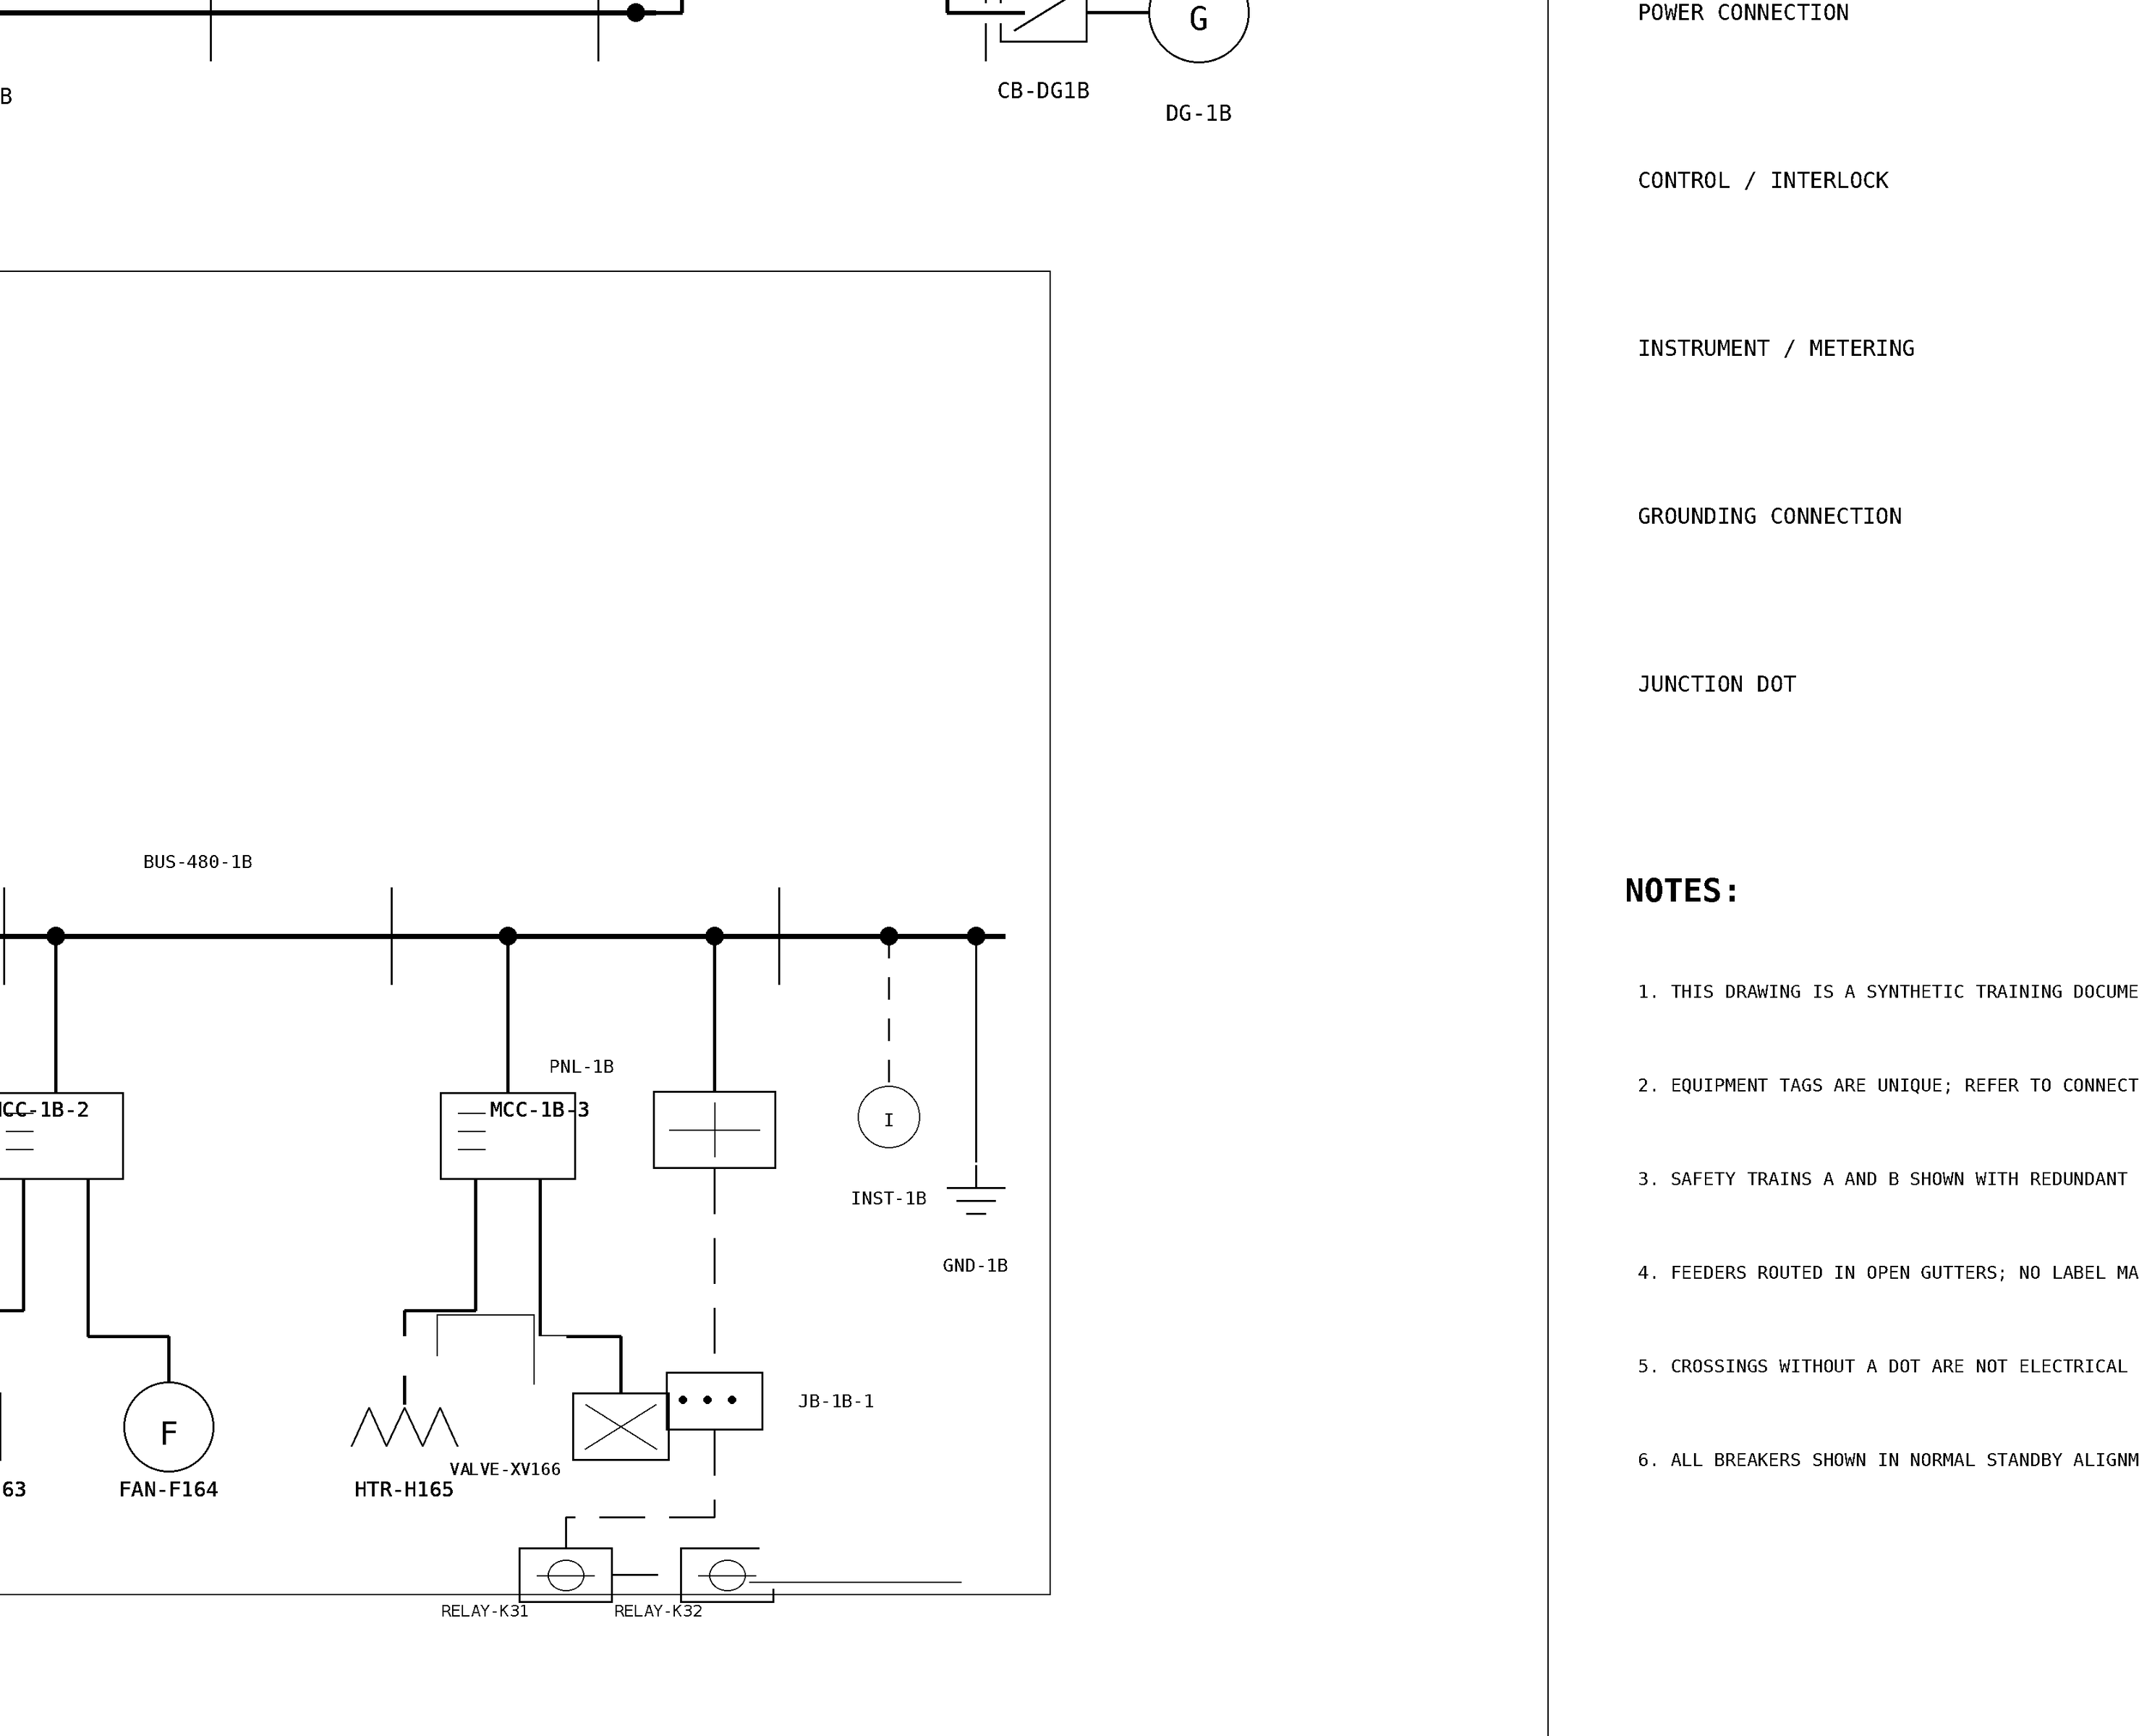 G
B
CB-DG1B
DG-1B
BUS-480-1B
PNL-1B
MCC-1B-2
MCC-1B-3
I
INST-1B
GND-1B
JB-1B-1
F
VALVE-XV166
63
FAN-F164
HTR-H165
RELAY-K31
RELAY-K32
POWER CONNECTION
CONTROL / INTERLOCK
INSTRUMENT / METERING
GROUNDING CONNECTION
JUNCTION DOT
NOTES:
1. THIS DRAWING IS A SYNTHETIC TRAINING DOCUME
2. EQUIPMENT TAGS ARE UNIQUE; REFER TO CONNECT
3. SAFETY TRAINS A AND B SHOWN WITH REDUNDANT
4. FEEDERS ROUTED IN OPEN GUTTERS; NO LABEL MA
5. CROSSINGS WITHOUT A DOT ARE NOT ELECTRICAL
6. ALL BREAKERS SHOWN IN NORMAL STANDBY ALIGNM